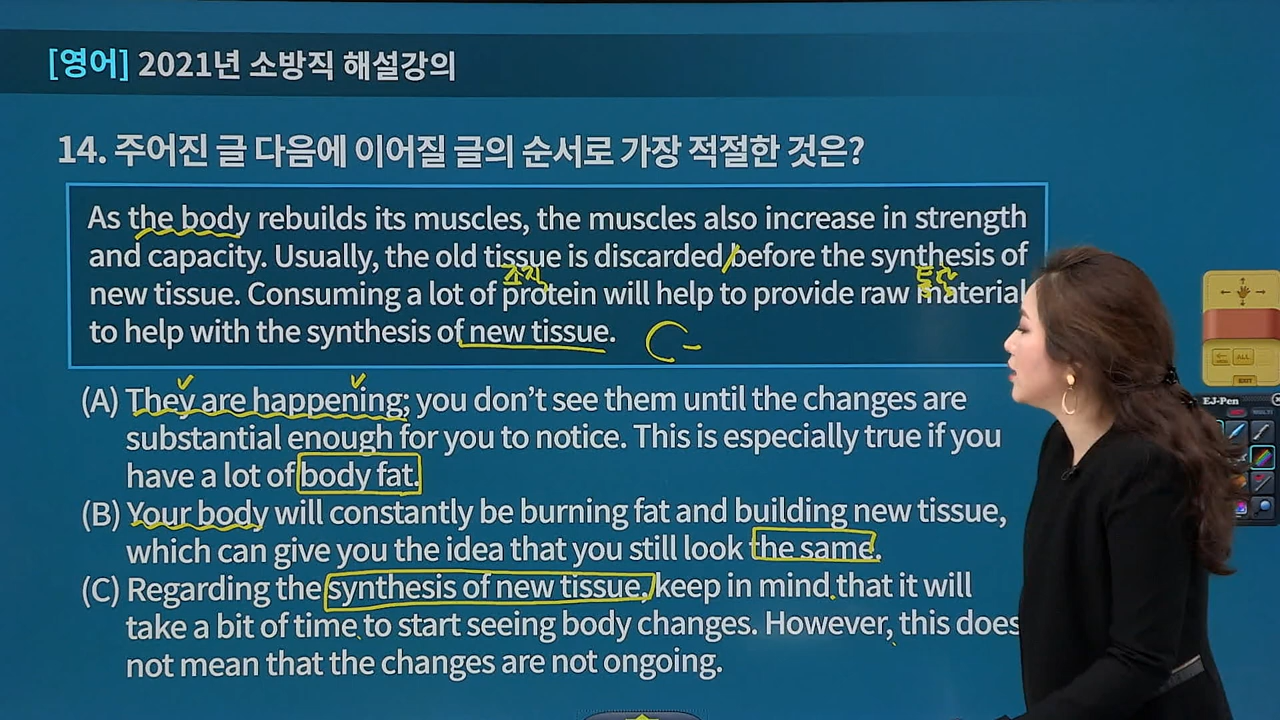 [영어] 2021년 소방직 해설강의
14. 주어진 글 다음에 이어질 글의 순서로 가장 적절한 것은?
As the body rebuilds its muscles, the muscles also increase in strength
and capacity. Usually, the old tissue is discarded before the synthesis of
조직
new tissue. Consuming a lot of protein will help to provide raw material
to help with the synthesis of new tissue.
(A) They are happening; you don't see them until the changes are
substantial enough for you to notice. This is especially true if you
have a lot of body fat.
(B) Your body will constantly be burning fat and building new tissue,
which can give you the idea that you still look the same.
(C) Regarding the synthesis of new tissue, keep in mind that it will
take a bit of time to start seeing body changes. However, this does
not mean that the changes are not ongoing.
ALL
EXIT
EJ-Pen